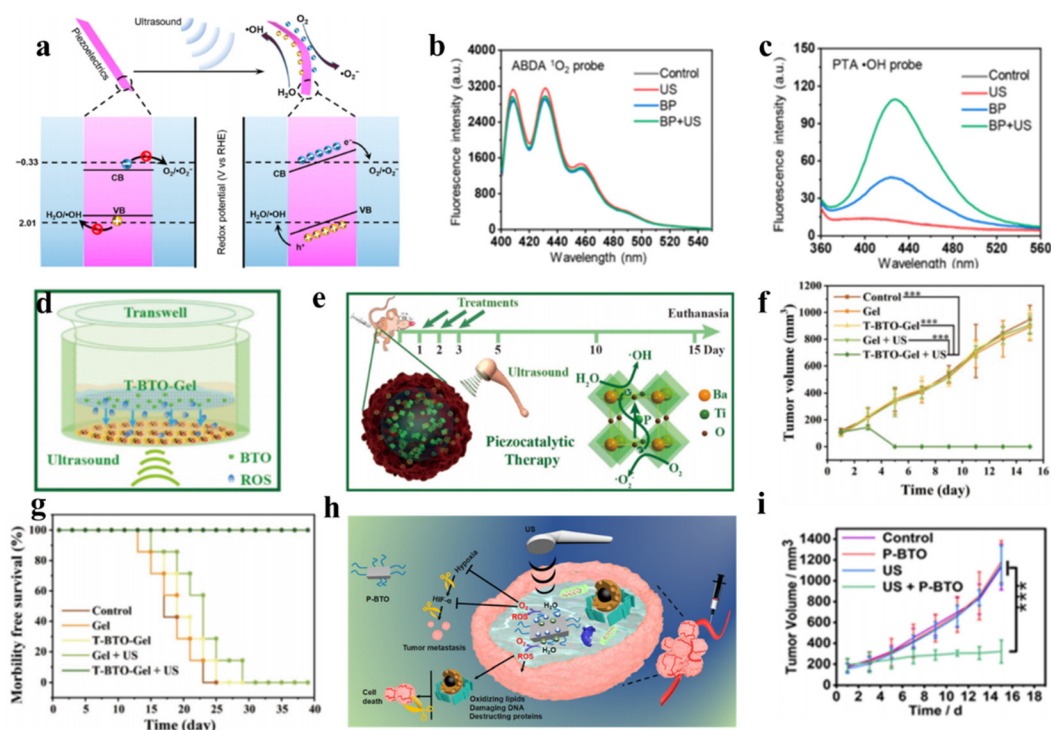 a
Piezoelectrics
Ultrasound
•OH
O₂
H₂O
•O₂⁻
−0.33
CB
O₂/•O₂⁻
H₂O/•OH
VB
2.01
Redox potential (V vs RHE)
e⁻
CB
O₂/•O₂⁻
H₂O/•OH
VB
h⁺
b
Fluorescence intensity (a.u.)
4000
3200
2400
1600
800
0
ABDA ¹O₂ probe
Control
US
BP
BP+US
400 420 440 460 480 500 520 540
Wavelength (nm)
c
Fluorescence intensity (a.u.)
150
120
90
60
30
0
PTA •OH probe
Control
US
BP
BP+US
360 400 440 480 520 560
Wavelength (nm)
d
Transwell
T-BTO-Gel
Ultrasound
BTO
ROS
e
Treatments
Euthanasia
1 2 3 5 10 15 Day
Ultrasound
·OH
H₂O
P
Ba
Ti
O
Piezocatalytic
Therapy
O₂
·O₂⁻
f
Tumor volume (mm³)
1200
1000
800
600
400
200
0
Control
Gel
T-BTO-Gel
Gel + US
T-BTO-Gel + US
***
***
***
0 2 4 6 8 10 12 14 16
Time (day)
g
Morbility free survival (%)
100
80
60
40
20
0
Control
Gel
T-BTO-Gel
Gel + US
T-BTO-Gel + US
0 5 10 15 20 25 30 35 40
Time (day)
h
US
P-BTO
Hypoxia
HIF-α
Tumor metastasis
O₂
ROS
H₂O
O₂
ROS
H₂O
Cell
death
Oxidizing lipids
Damaging DNA
Destructing proteins
i
Tumor Volume / mm³
1400
1200
1000
800
600
400
200
0
Control
P-BTO
US
US + P-BTO
***
0 2 4 6 8 10 12 14 16 18
Time / d